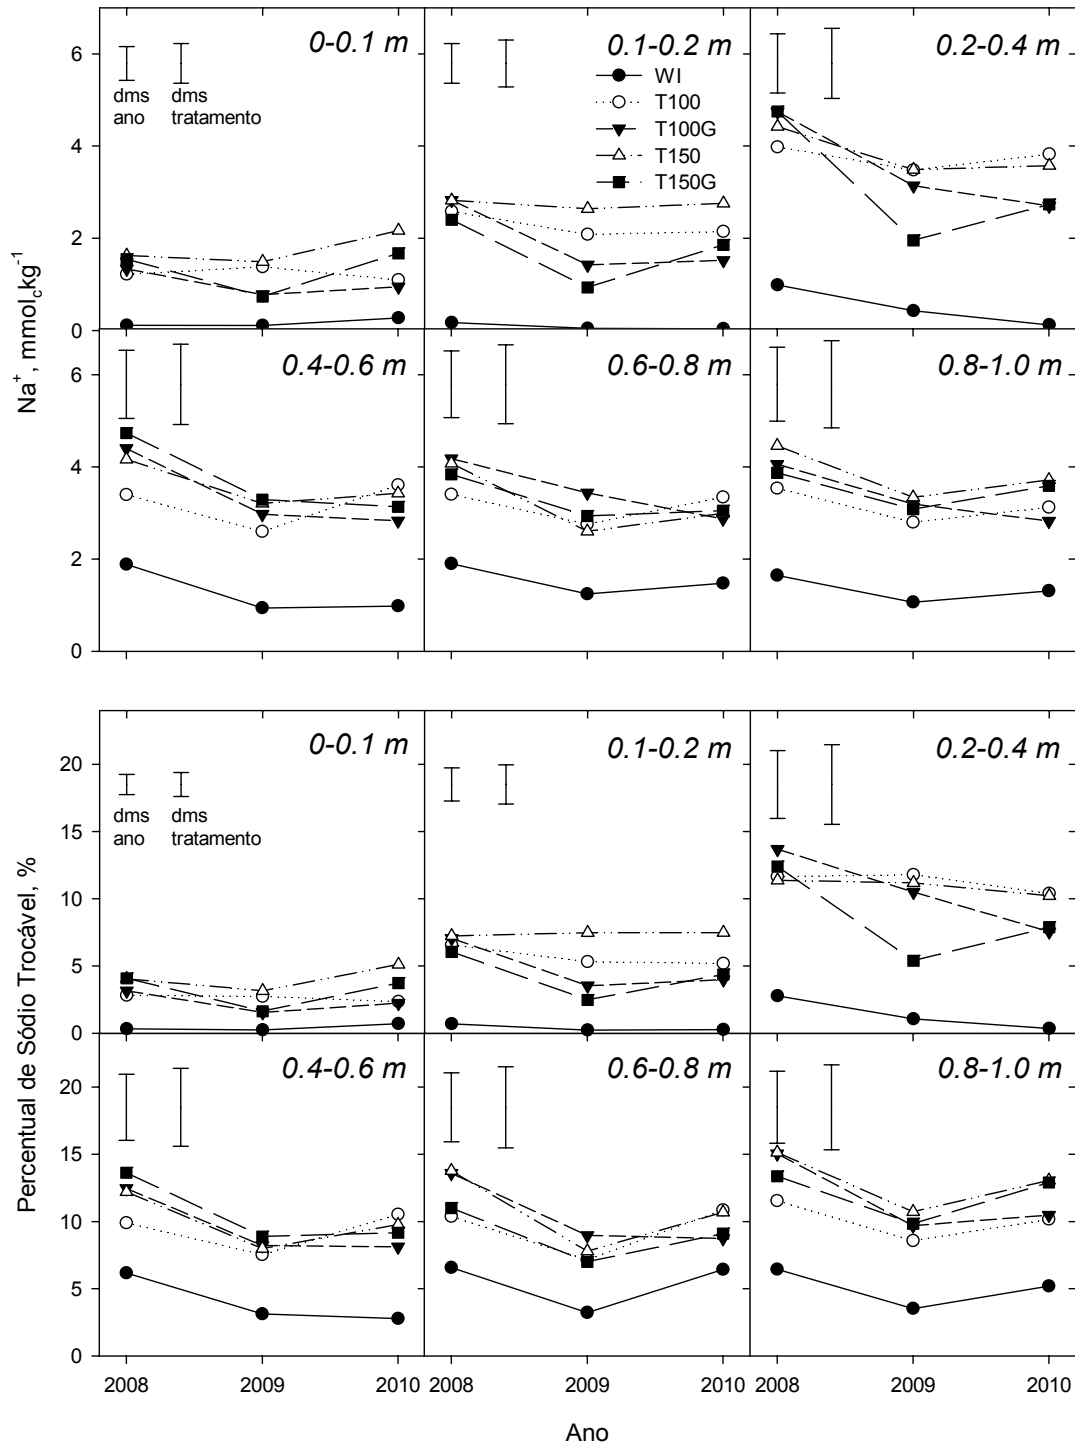 0-0.1 m
0.1-0.2 m
0.2-0.4 m
6
4
2
0
dms
ano
dms
tratamento
WI
T100
T100G
T150
T150G
Na⁺, mmol꜀kg⁻¹
0.4-0.6 m
0.6-0.8 m
0.8-1.0 m
6
4
2
0
0-0.1 m
0.1-0.2 m
0.2-0.4 m
20
15
10
5
0
dms
ano
dms
tratamento
Percentual de Sódio Trocável, %
0.4-0.6 m
0.6-0.8 m
0.8-1.0 m
20
15
10
5
0
2008 2009 2010 2008 2009 2010 2008 2009 2010
Ano